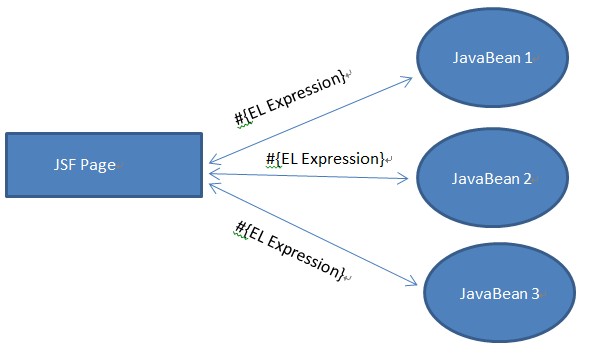 JavaBean 1
#{EL Expression}
#{EL Expression}
JSF Page
JavaBean 2
#{EL Expression}
JavaBean 3